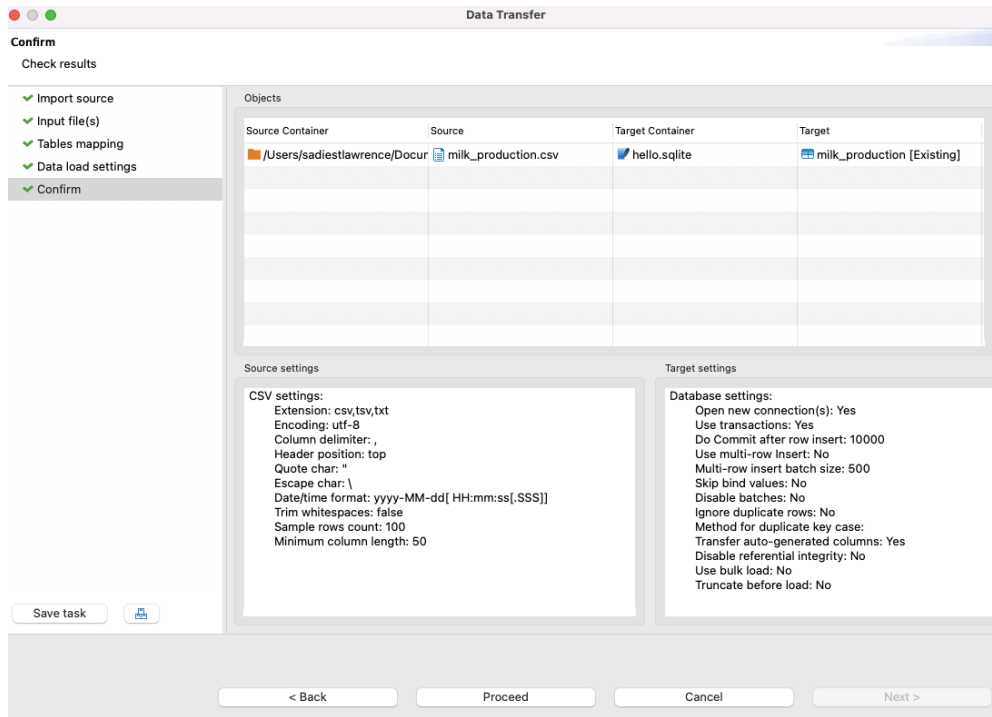 Data Transfer
Confirm
Check results
Import source
Input file(s)
Tables mapping
Data load settings
Confirm
Objects
Source Container Source Target Container Target
/Users/sadiestlawrence/Docur milk_production.csv hello.sqlite milk_production [Existing]
Source settings
CSV settings:
Extension: csv,tsv,txt
Encoding: utf-8
Column delimiter: ,
Header position: top
Quote char: "
Escape char: \
Date/time format: yyyy-MM-dd[ HH:mm:ss[.SSS]]
Trim whitespaces: false
Sample rows count: 100
Minimum column length: 50
Target settings
Database settings:
Open new connection(s): Yes
Use transactions: Yes
Do Commit after row insert: 10000
Use multi-row Insert: No
Multi-row insert batch size: 500
Skip bind values: No
Disable batches: No
Ignore duplicate rows: No
Method for duplicate key case:
Transfer auto-generated columns: Yes
Disable referential integrity: No
Use bulk load: No
Truncate before load: No
Save task
< Back Proceed Cancel Next >